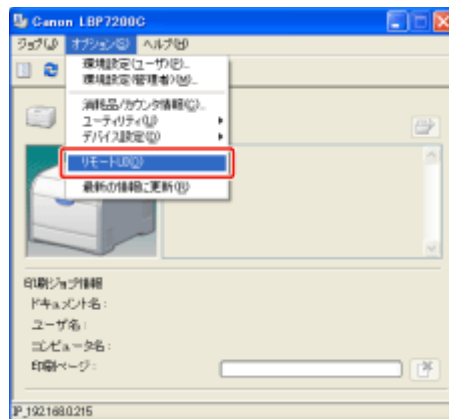 Canon LBP7200C
ジョブ(J) オプション(S) ヘルプ(H)
環境設定(ユーザ)(P)...
環境設定(管理者)(M)...
消耗品/カウンタ情報(C)...
ユーティリティ(U)
デバイス設定(D)
リモートUI(O)
最新の情報に更新(R)
印刷ジョブ情報
ドキュメント名:
ユーザ名:
コンピュータ名:
印刷ページ:
IP_192.168.0.215